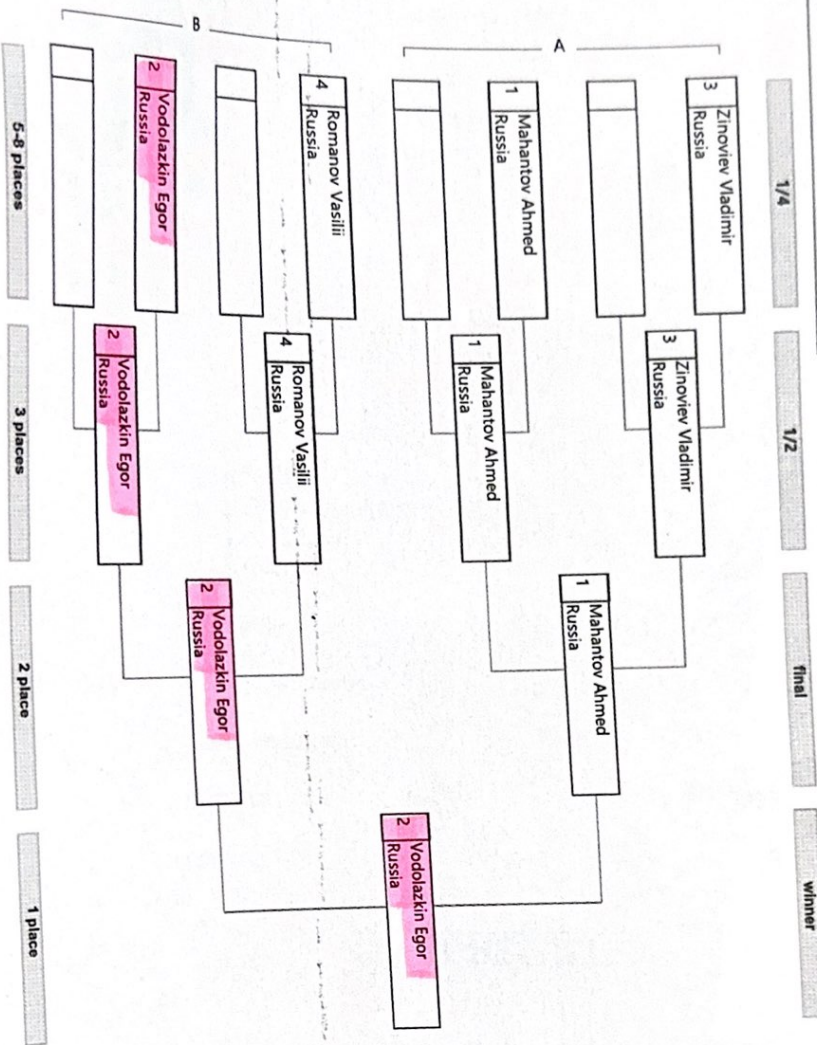 1/4
1/2
final
winner
A
3
Zinoviev Vladimir
Russia
1
Mahantov Ahmed
Russia
B
4
Romanov Vasilii
Russia
2
Vodolazkin Egor
Russia
3
Zinoviev Vladimir
Russia
1
Mahantov Ahmed
Russia
4
Romanov Vasilii
Russia
2
Vodolazkin Egor
Russia
1
Mahantov Ahmed
Russia
2
Vodolazkin Egor
Russia
2
Vodolazkin Egor
Russia
5-8 places
3 places
2 place
1 place